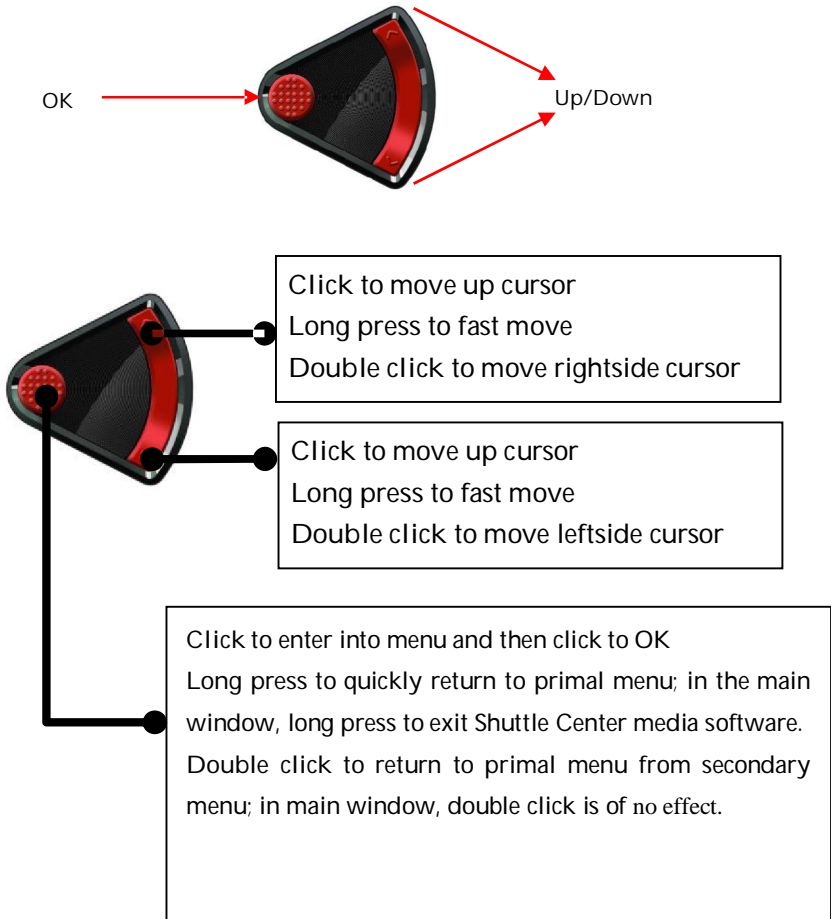 OK
Up/Down
Click to move up cursor
Long press to fast move
Double click to move rightside cursor
Click to move up cursor
Long press to fast move
Double click to move leftside cursor
Click to enter into menu and then click to OK
Long press to quickly return to primal menu; in the main
window, long press to exit Shuttle Center media software.
Double click to return to primal menu from secondary
menu; in main window, double click is of no effect.